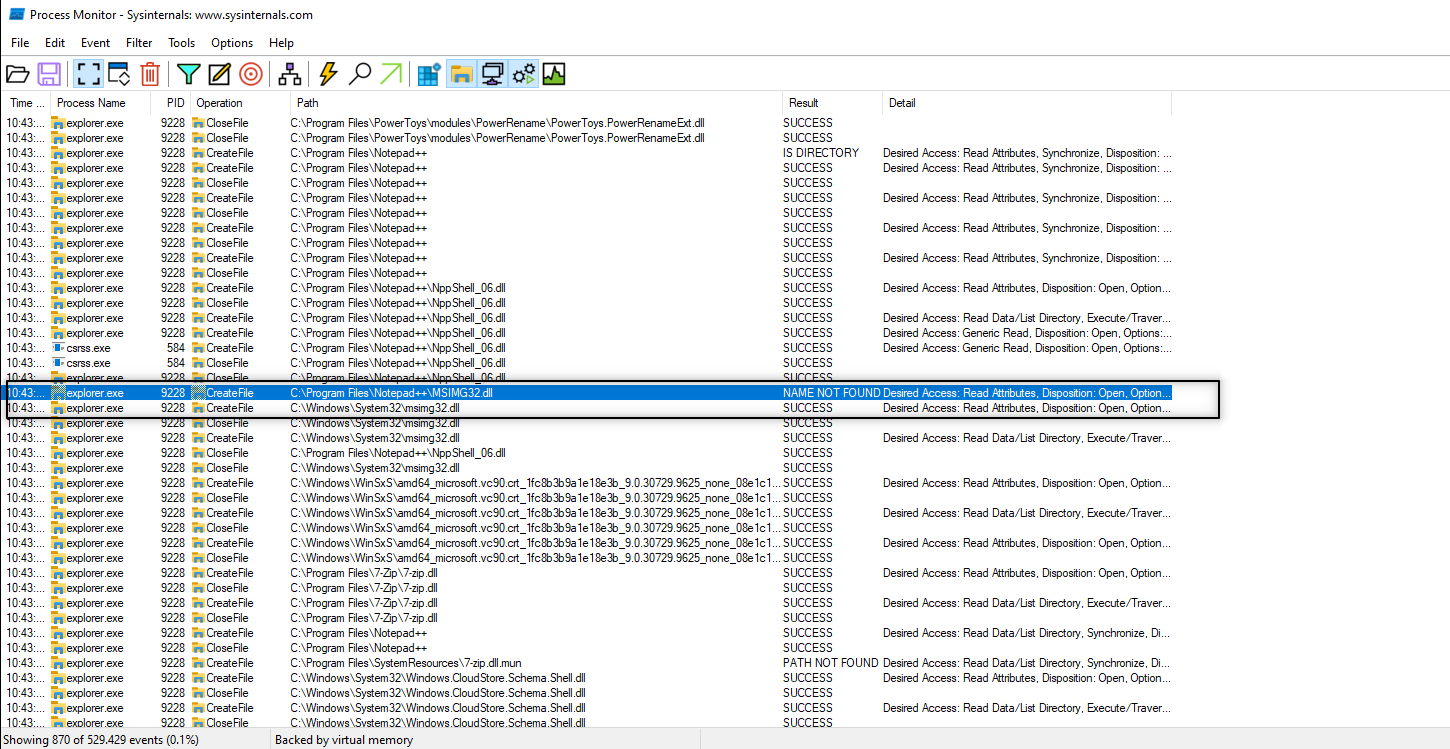 Process Monitor - Sysinternals: www.sysinternals.com
File Edit Event Filter Tools Options Help
Time ... Process Name PID Operation Path Result Detail
10:43:... explorer.exe 9228 CloseFile C:\Program Files\PowerToys\modules\PowerRename\PowerToys.PowerRenameExt.dll SUCCESS
10:43:... explorer.exe 9228 CloseFile C:\Program Files\PowerToys\modules\PowerRename\PowerToys.PowerRenameExt.dll SUCCESS
10:43:... explorer.exe 9228 CreateFile C:\Program Files\Notepad++ IS DIRECTORY Desired Access: Read Attributes, Synchronize, Disposition: ...
10:43:... explorer.exe 9228 CreateFile C:\Program Files\Notepad++ SUCCESS Desired Access: Read Attributes, Synchronize, Disposition: ...
10:43:... explorer.exe 9228 CloseFile C:\Program Files\Notepad++ SUCCESS
10:43:... explorer.exe 9228 CreateFile C:\Program Files\Notepad++ SUCCESS Desired Access: Read Attributes, Synchronize, Disposition: ...
10:43:... explorer.exe 9228 CloseFile C:\Program Files\Notepad++ SUCCESS
10:43:... explorer.exe 9228 CreateFile C:\Program Files\Notepad++ SUCCESS Desired Access: Read Attributes, Synchronize, Disposition: ...
10:43:... explorer.exe 9228 CloseFile C:\Program Files\Notepad++ SUCCESS
10:43:... explorer.exe 9228 CreateFile C:\Program Files\Notepad++ SUCCESS Desired Access: Read Attributes, Synchronize, Disposition: ...
10:43:... explorer.exe 9228 CloseFile C:\Program Files\Notepad++ SUCCESS
10:43:... explorer.exe 9228 CreateFile C:\Program Files\Notepad++\NppShell_06.dll SUCCESS Desired Access: Read Attributes, Disposition: Open, Option...
10:43:... explorer.exe 9228 CloseFile C:\Program Files\Notepad++\NppShell_06.dll SUCCESS
10:43:... explorer.exe 9228 CreateFile C:\Program Files\Notepad++\NppShell_06.dll SUCCESS Desired Access: Read Data/List Directory, Execute/Traver...
10:43:... explorer.exe 9228 CreateFile C:\Program Files\Notepad++\NppShell_06.dll SUCCESS Desired Access: Generic Read, Disposition: Open, Options:...
10:43:... csrss.exe 584 CreateFile C:\Program Files\Notepad++\NppShell_06.dll SUCCESS Desired Access: Generic Read, Disposition: Open, Options:...
10:43:... csrss.exe 584 CloseFile C:\Program Files\Notepad++\NppShell_06.dll SUCCESS
10:43:... explorer.exe 9228 CloseFile C:\Program Files\Notepad++\NppShell_06.dll SUCCESS
10:43:... explorer.exe 9228 CreateFile C:\Program Files\Notepad++\MSIMG32.dll NAME NOT FOUND Desired Access: Read Attributes, Disposition: Open, Option...
10:43:... explorer.exe 9228 CreateFile C:\Windows\System32\msimg32.dll SUCCESS Desired Access: Read Attributes, Disposition: Open, Option...
10:43:... explorer.exe 9228 CloseFile C:\Windows\System32\msimg32.dll SUCCESS
10:43:... explorer.exe 9228 CreateFile C:\Windows\System32\msimg32.dll SUCCESS Desired Access: Read Data/List Directory, Execute/Traver...
10:43:... explorer.exe 9228 CloseFile C:\Program Files\Notepad++\NppShell_06.dll SUCCESS
10:43:... explorer.exe 9228 CloseFile C:\Windows\System32\msimg32.dll SUCCESS
10:43:... explorer.exe 9228 CreateFile C:\Windows\WinSxS\amd64_microsoft.vc90.crt_1fc8b3b9a1e18e3b_9.0.30729.9625_none_08e1c1... SUCCESS Desired Access: Read Attributes, Disposition: Open, Option...
10:43:... explorer.exe 9228 CloseFile C:\Windows\WinSxS\amd64_microsoft.vc90.crt_1fc8b3b9a1e18e3b_9.0.30729.9625_none_08e1c1... SUCCESS
10:43:... explorer.exe 9228 CreateFile C:\Windows\WinSxS\amd64_microsoft.vc90.crt_1fc8b3b9a1e18e3b_9.0.30729.9625_none_08e1c1... SUCCESS Desired Access: Read Data/List Directory, Execute/Traver...
10:43:... explorer.exe 9228 CloseFile C:\Windows\WinSxS\amd64_microsoft.vc90.crt_1fc8b3b9a1e18e3b_9.0.30729.9625_none_08e1c1... SUCCESS
10:43:... explorer.exe 9228 CreateFile C:\Windows\WinSxS\amd64_microsoft.vc90.crt_1fc8b3b9a1e18e3b_9.0.30729.9625_none_08e1c1... SUCCESS Desired Access: Read Attributes, Disposition: Open, Option...
10:43:... explorer.exe 9228 CloseFile C:\Windows\WinSxS\amd64_microsoft.vc90.crt_1fc8b3b9a1e18e3b_9.0.30729.9625_none_08e1c1... SUCCESS
10:43:... explorer.exe 9228 CreateFile C:\Program Files\7-Zip\7-zip.dll SUCCESS Desired Access: Read Attributes, Disposition: Open, Option...
10:43:... explorer.exe 9228 CloseFile C:\Program Files\7-Zip\7-zip.dll SUCCESS
10:43:... explorer.exe 9228 CreateFile C:\Program Files\7-Zip\7-zip.dll SUCCESS Desired Access: Read Data/List Directory, Execute/Traver...
10:43:... explorer.exe 9228 CloseFile C:\Program Files\7-Zip\7-zip.dll SUCCESS
10:43:... explorer.exe 9228 CreateFile C:\Program Files\Notepad++ SUCCESS Desired Access: Read Data/List Directory, Synchronize, Di...
10:43:... explorer.exe 9228 CloseFile C:\Program Files\Notepad++ SUCCESS
10:43:... explorer.exe 9228 CreateFile C:\Program Files\SystemResources\7-zip.dll.mun PATH NOT FOUND Desired Access: Read Data/List Directory, Synchronize, Di...
10:43:... explorer.exe 9228 CreateFile C:\Windows\System32\Windows.CloudStore.Schema.Shell.dll SUCCESS Desired Access: Read Attributes, Disposition: Open, Option...
10:43:... explorer.exe 9228 CloseFile C:\Windows\System32\Windows.CloudStore.Schema.Shell.dll SUCCESS
10:43:... explorer.exe 9228 CreateFile C:\Windows\System32\Windows.CloudStore.Schema.Shell.dll SUCCESS Desired Access: Read Data/List Directory, Execute/Traver...
10:43:... explorer.exe 9228 CloseFile C:\Windows\System32\Windows.CloudStore.Schema.Shell.dll SUCCESS
Showing 870 of 529.429 events (0.1%) Backed by virtual memory